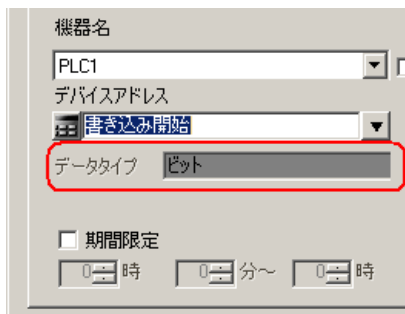 機器名
PLC1
デバイスアドレス
書き込み開始
データタイプ ビット
期間限定
0 時 0 分~ 0 時